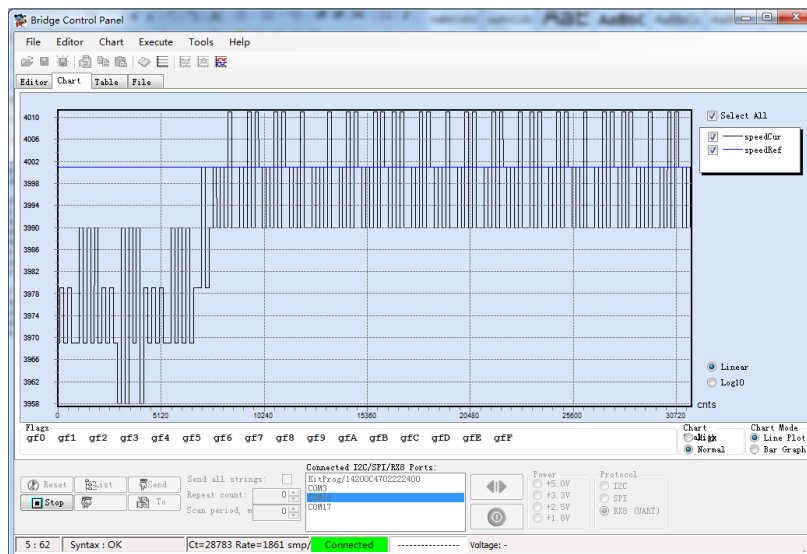 Bridge Control Panel
File Editor Chart Execute Tools Help
Editor Chart Table File
4010
4006
4002
3998
3994
3990
3986
3982
3978
3974
3970
3966
3962
3958
0 5120 10240 15360 20480 25600 30720
cnts
Select All
speedCur
speedRef
Linear
Log10
Flags
gf0 gf1 gf2 gf3 gf4 gf5 gf6 gf7 gf8 gf9 gfA gfB gfC gfD gfE gfF
Chart
High
Normal
Chart Mode
Line Plot
Bar Graph
Reset List Send
Stop To
Send all strings:
Repeat count: 0
Scan period, m 0
Connected I2C/SPI/RX8 Ports:
KitProg/14200C4702222400
COM3
COM16
COM17
Power
+5.0V
+3.3V
+2.5V
+1.8V
Protocol
I2C
SPI
RX8 (UART)
5 : 62 Syntax : OK Ct=28783 Rate=1861 smp/ Connected ---------------- Voltage: -